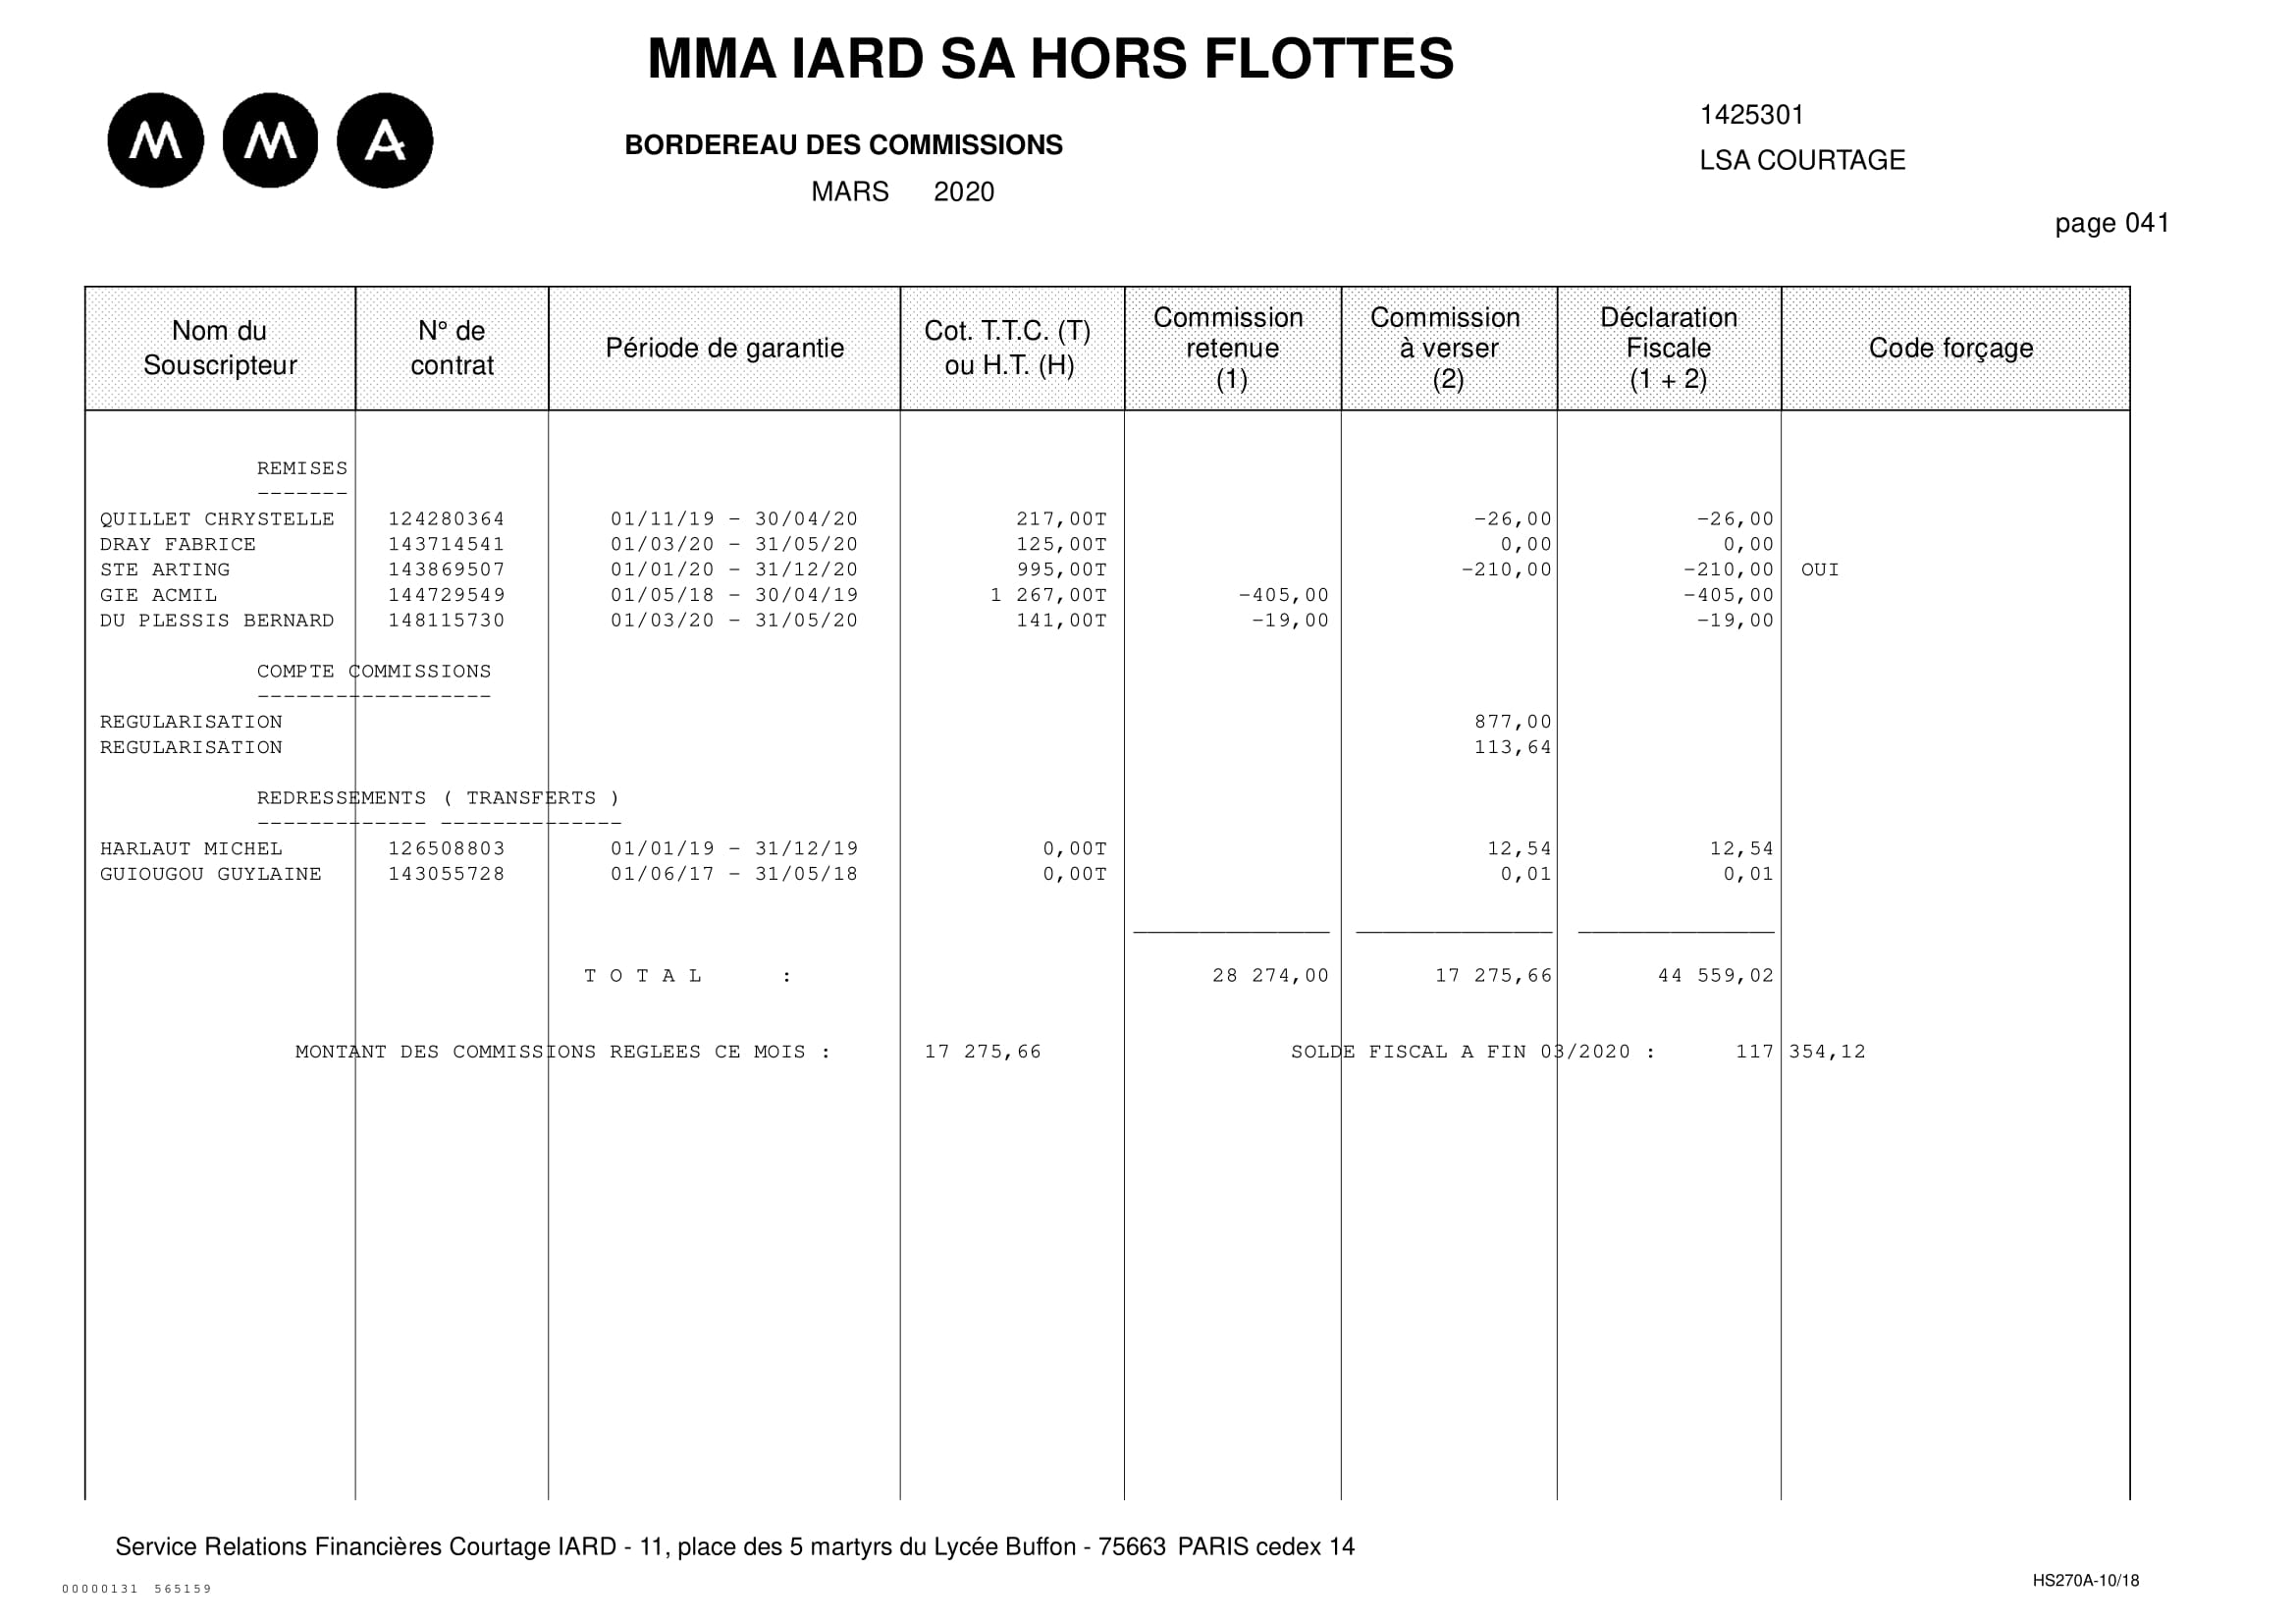 MMA IARD SA HORS FLOTTES
M M A
BORDEREAU DES COMMISSIONS
MARS 2020
1425301
LSA COURTAGE
page 041
Nom du Souscripteur | N° de contrat | Période de garantie | Cot. T.T.C. (T) ou H.T. (H) | Commission retenue (1) | Commission à verser (2) | Déclaration Fiscale (1 + 2) | Code forçage
REMISES
-------
QUILLET CHRYSTELLE 124280364 01/11/19 - 30/04/20 217,00T -26,00 -26,00
DRAY FABRICE 143714541 01/03/20 - 31/05/20 125,00T 0,00 0,00
STE ARTING 143869507 01/01/20 - 31/12/20 995,00T -210,00 -210,00 OUI
GIE ACMIL 144729549 01/05/18 - 30/04/19 1 267,00T -405,00 -405,00
DU PLESSIS BERNARD 148115730 01/03/20 - 31/05/20 141,00T -19,00 -19,00
COMPTE COMMISSIONS
------------------
REGULARISATION 877,00
REGULARISATION 113,64
REDRESSEMENTS ( TRANSFERTS )
------------- --------------
HARLAUT MICHEL 126508803 01/01/19 - 31/12/19 0,00T 12,54 12,54
GUIOUGOU GUYLAINE 143055728 01/06/17 - 31/05/18 0,00T 0,01 0,01
T O T A L : 28 274,00 17 275,66 44 559,02
MONTANT DES COMMISSIONS REGLEES CE MOIS : 17 275,66 SOLDE FISCAL A FIN 03/2020 : 117 354,12
Service Relations Financières Courtage IARD - 11, place des 5 martyrs du Lycée Buffon - 75663 PARIS cedex 14
00000131 565159
HS270A-10/18